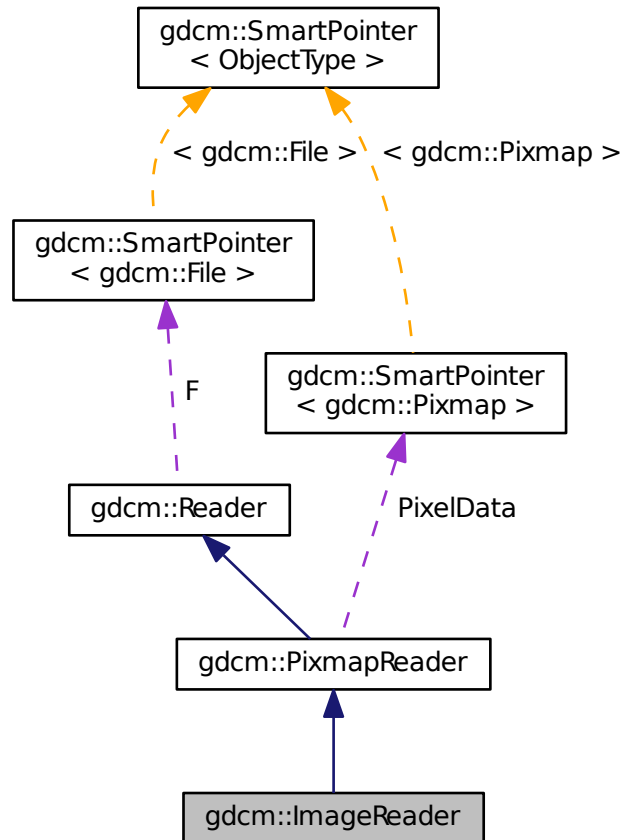 gdcm::SmartPointer
< ObjectType >
< gdcm::File >
< gdcm::Pixmap >
gdcm::SmartPointer
< gdcm::File >
gdcm::SmartPointer
< gdcm::Pixmap >
F
gdcm::Reader
PixelData
gdcm::PixmapReader
gdcm::ImageReader